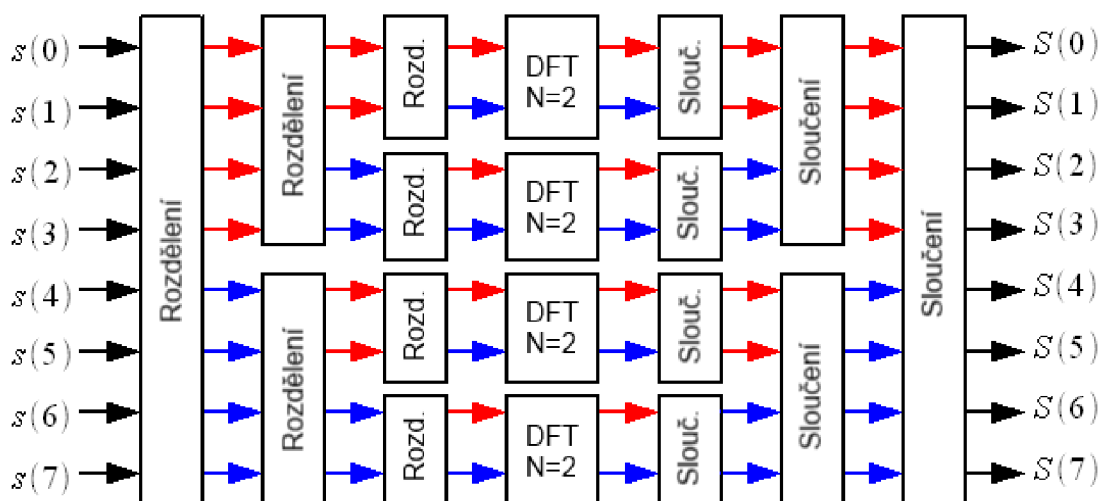 s(0)
s(1)
s(2)
s(3)
s(4)
s(5)
s(6)
s(7)
Rozdělení
Rozdělení
Rozdělení
Rozd.
Rozd.
Rozd.
Rozd.
DFT
N=2
DFT
N=2
DFT
N=2
DFT
N=2
Slouč.
Slouč.
Slouč.
Slouč.
Sloučení
Sloučení
Sloučení
S(0)
S(1)
S(2)
S(3)
S(4)
S(5)
S(6)
S(7)